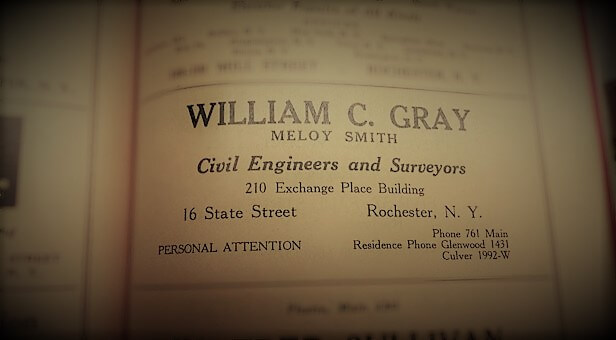 WILLIAM C. GRAY
MELOY SMITH
Civil Engineers and Surveyors
210 Exchange Place Building
16 State Street Rochester, N. Y.
Phone 761 Main
PERSONAL ATTENTION Residence Phone Glenwood 1431
Culver 1992-W
SULLIVAN